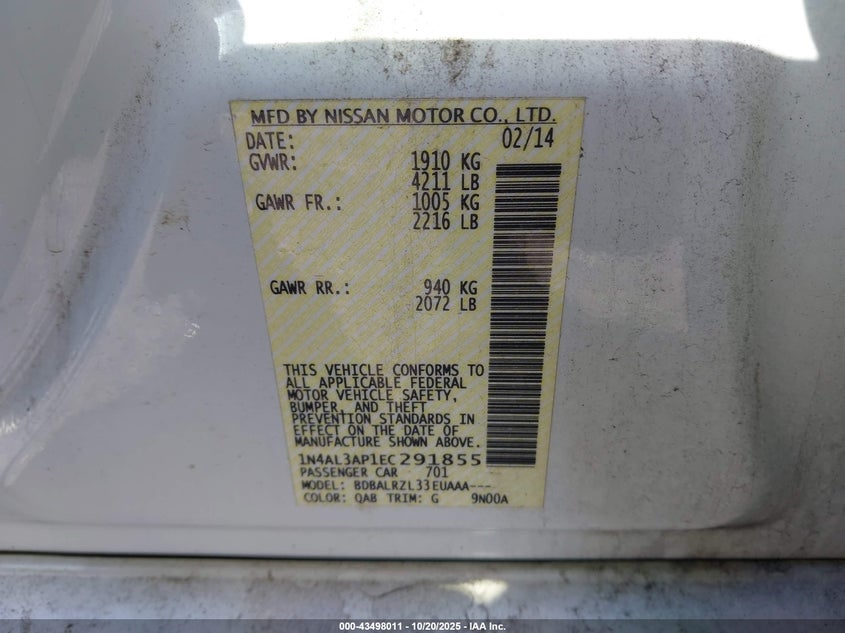 MFD BY NISSAN MOTOR CO., LTD.
DATE: 02/14
GVWR: 1910 KG
4211 LB
GAWR FR.: 1005 KG
2216 LB
GAWR RR.: 940 KG
2072 LB
THIS VEHICLE CONFORMS TO
ALL APPLICABLE FEDERAL
MOTOR VEHICLE SAFETY,
BUMPER, AND THEFT
PREVENTION STANDARDS IN
EFFECT ON THE DATE OF
MANUFACTURE SHOWN ABOVE.
1N4AL3AP1EC291855
PASSENGER CAR 701
MODEL: BDBALRZL33EUAAA---
COLOR: QAB TRIM: G 9N00A
000-43498011 - 10/20/2025 - IAA Inc.